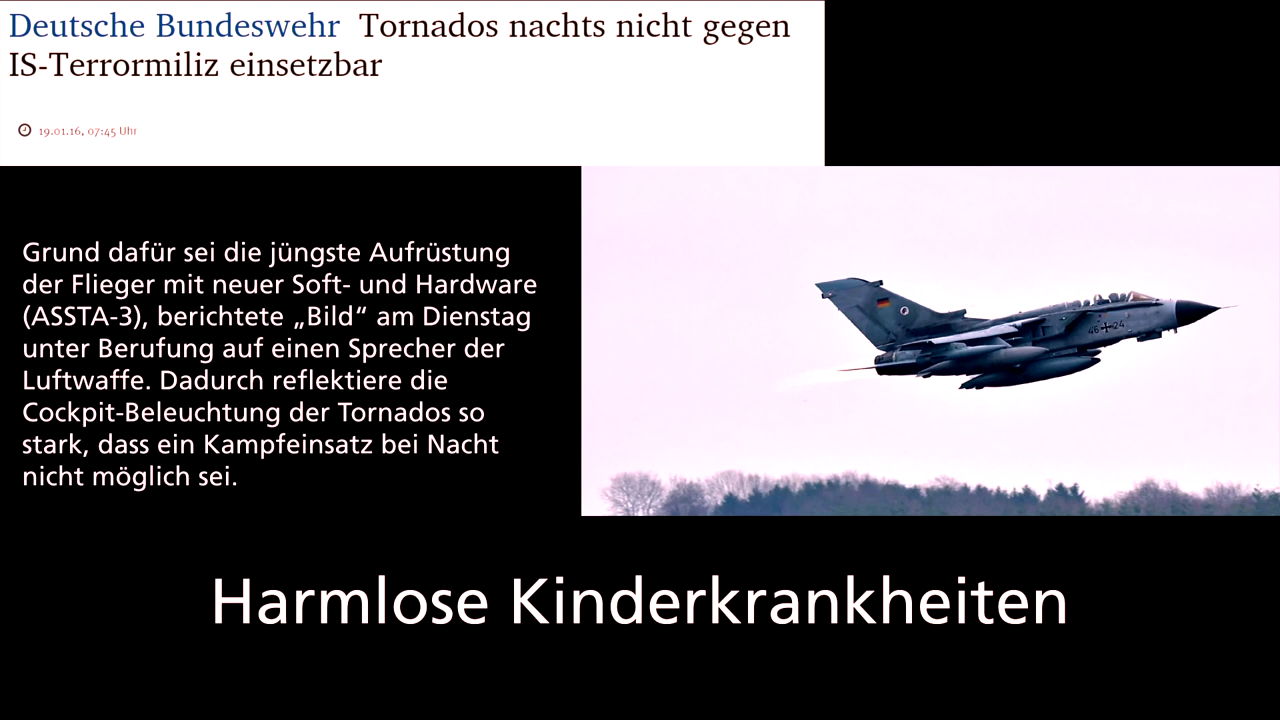 Deutsche Bundeswehr Tornados nachts nicht gegen
IS-Terrormiliz einsetzbar
19.01.16, 07:45 Uhr
Grund dafür sei die jüngste Aufrüstung
der Flieger mit neuer Soft- und Hardware
(ASSTA-3), berichtete „Bild“ am Dienstag
unter Berufung auf einen Sprecher der
Luftwaffe. Dadurch reflektiere die
Cockpit-Beleuchtung der Tornados so
stark, dass ein Kampfeinsatz bei Nacht
nicht möglich sei.
46 24
Harmlose Kinderkrankheiten